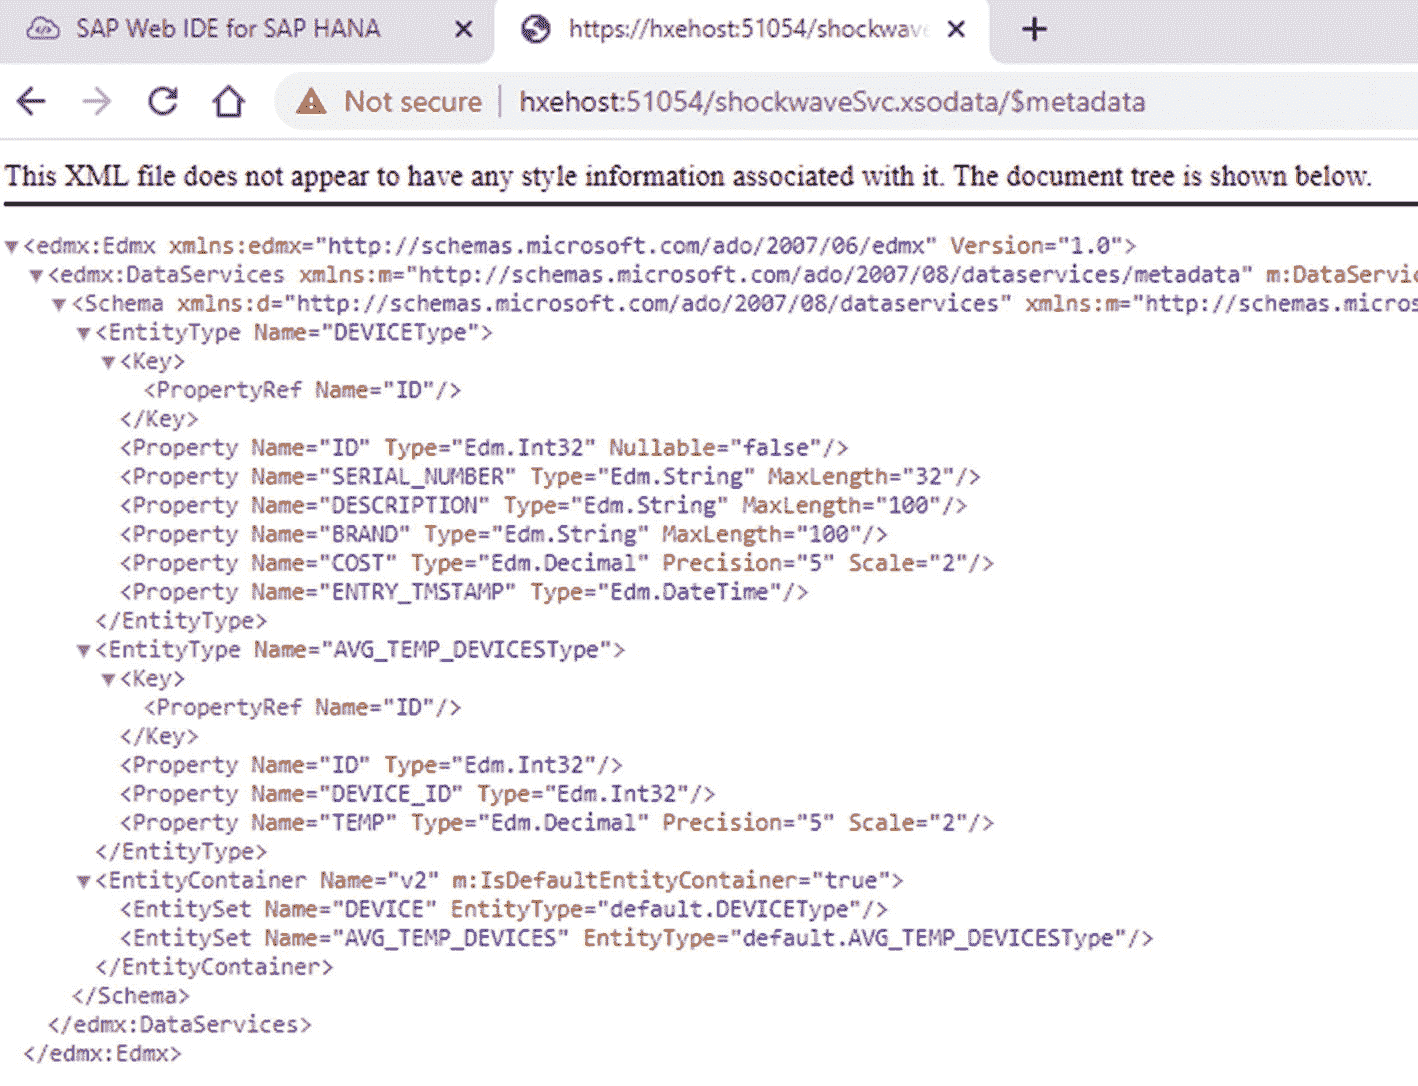 SAP Web IDE for SAP HANA
https://hxehost:51054/shockwave
Not secure hxehost:51054/shockwaveSvc.xsodata/$metadata
This XML file does not appear to have any style information associated with it. The document tree is shown below.
▼<edmx:Edmx xmlns:edmx="http://schemas.microsoft.com/ado/2007/06/edmx" Version="1.0">
▼<edmx:DataServices xmlns:m="http://schemas.microsoft.com/ado/2007/08/dataservices/metadata" m:DataServic
▼<Schema xmlns:d="http://schemas.microsoft.com/ado/2007/08/dataservices" xmlns:m="http://schemas.micros
▼<EntityType Name="DEVICEType">
▼<Key>
<PropertyRef Name="ID"/>
</Key>
<Property Name="ID" Type="Edm.Int32" Nullable="false"/>
<Property Name="SERIAL_NUMBER" Type="Edm.String" MaxLength="32"/>
<Property Name="DESCRIPTION" Type="Edm.String" MaxLength="100"/>
<Property Name="BRAND" Type="Edm.String" MaxLength="100"/>
<Property Name="COST" Type="Edm.Decimal" Precision="5" Scale="2"/>
<Property Name="ENTRY_TMSTAMP" Type="Edm.DateTime"/>
</EntityType>
▼<EntityType Name="AVG_TEMP_DEVICESType">
▼<Key>
<PropertyRef Name="ID"/>
</Key>
<Property Name="ID" Type="Edm.Int32"/>
<Property Name="DEVICE_ID" Type="Edm.Int32"/>
<Property Name="TEMP" Type="Edm.Decimal" Precision="5" Scale="2"/>
</EntityType>
▼<EntityContainer Name="v2" m:IsDefaultEntityContainer="true">
<EntitySet Name="DEVICE" EntityType="default.DEVICEType"/>
<EntitySet Name="AVG_TEMP_DEVICES" EntityType="default.AVG_TEMP_DEVICESType"/>
</EntityContainer>
</Schema>
</edmx:DataServices>
</edmx:Edmx>